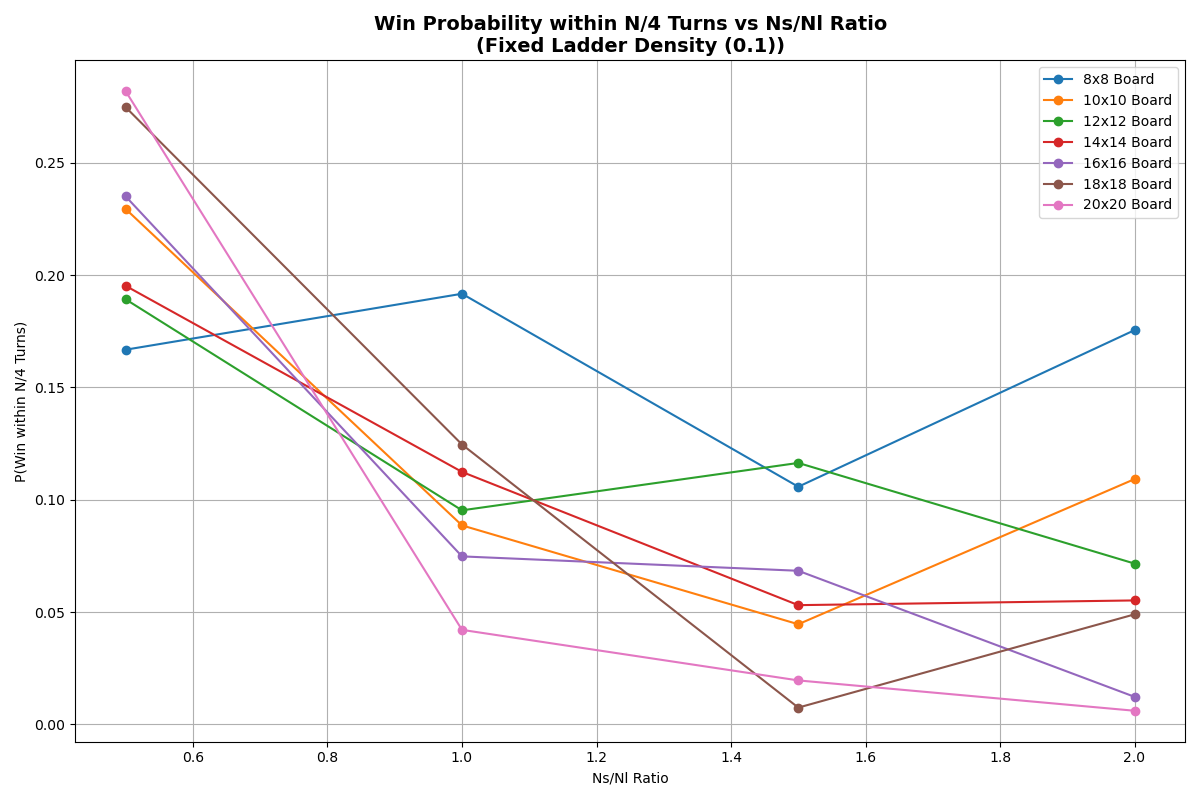 Win Probability within N/4 Turns vs Ns/Nl Ratio
(Fixed Ladder Density (0.1))
8x8 Board
10x10 Board
12x12 Board
14x14 Board
16x16 Board
18x18 Board
20x20 Board
P(Win within N/4 Turns)
0.25
0.20
0.15
0.10
0.05
0.00
0.6
0.8
1.0
1.2
1.4
1.6
1.8
2.0
Ns/Nl Ratio